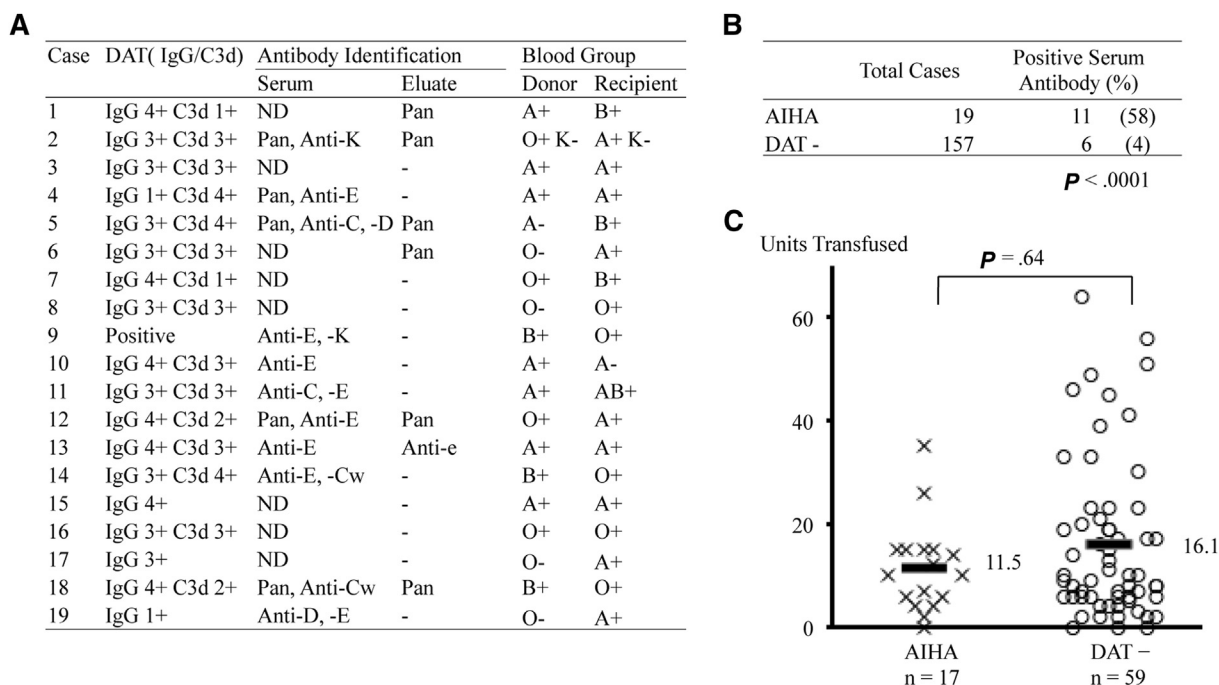 A
Case DAT( IgG/C3d) Antibody Identification Blood Group
Serum Eluate Donor Recipient
1 IgG 4+ C3d 1+ ND Pan A+ B+
2 IgG 3+ C3d 3+ Pan, Anti-K Pan O+ K- A+ K-
3 IgG 3+ C3d 3+ ND - A+ A+
4 IgG 1+ C3d 4+ Pan, Anti-E - A+ A+
5 IgG 3+ C3d 4+ Pan, Anti-C, -D Pan A- B+
6 IgG 3+ C3d 3+ ND Pan O- A+
7 IgG 4+ C3d 1+ ND - O+ B+
8 IgG 3+ C3d 3+ ND - O- O+
9 Positive Anti-E, -K - B+ O+
10 IgG 4+ C3d 3+ Anti-E - A+ A-
11 IgG 3+ C3d 3+ Anti-C, -E - A+ AB+
12 IgG 4+ C3d 2+ Pan, Anti-E Pan O+ A+
13 IgG 4+ C3d 3+ Anti-E Anti-e A+ A+
14 IgG 3+ C3d 4+ Anti-E, -Cw - B+ O+
15 IgG 4+ ND - A+ A+
16 IgG 3+ C3d 3+ ND - O+ O+
17 IgG 3+ ND - O- A+
18 IgG 4+ C3d 2+ Pan, Anti-Cw Pan B+ O+
19 IgG 1+ Anti-D, -E - O- A+
B
Total Cases Positive Serum
Antibody (%)
AIHA 19 11 (58)
DAT - 157 6 (4)
P < .0001
C
Units Transfused
P = .64
60
40
20
0
11.5
16.1
AIHA DAT −
n = 17 n = 59